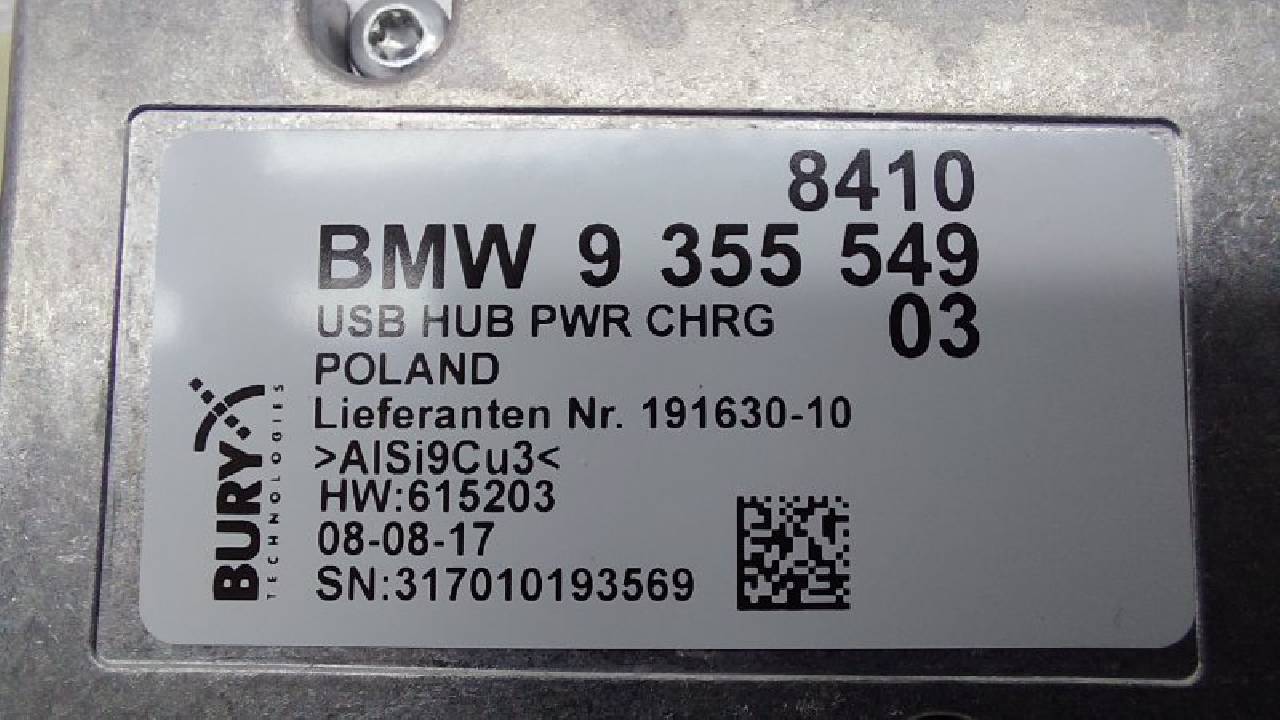 8410
BMW 9 355 549
USB HUB PWR CHRG 03
POLAND
Lieferanten Nr. 191630-10
>AlSi9Cu3<
HW:615203
08-08-17
SN:317010193569
BURY
TECHNOLOGIES